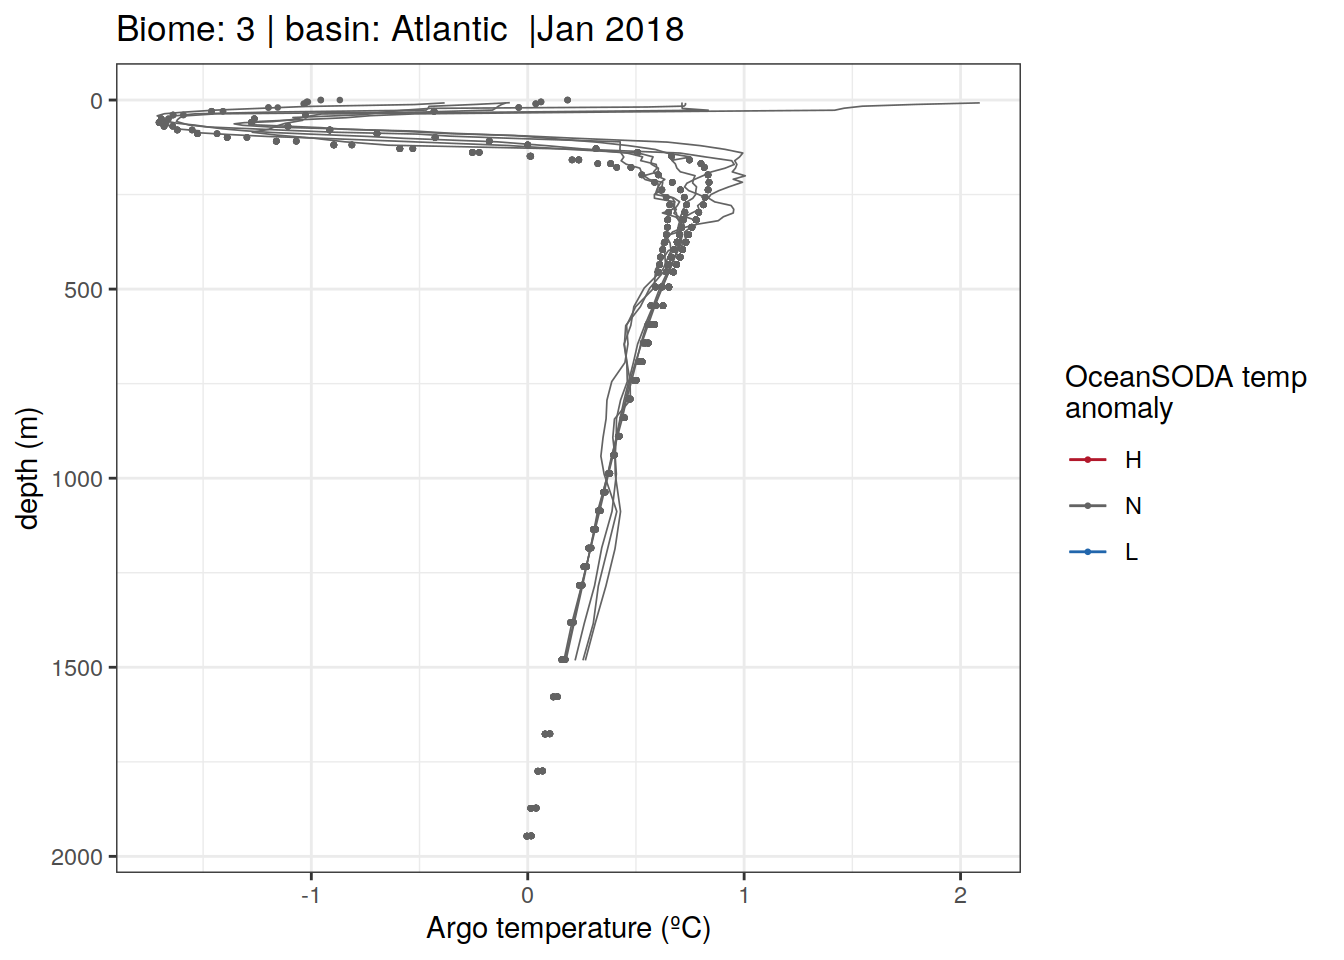 Biome: 3 | basin: Atlantic  |Jan 2018
0
500
1000
1500
2000
depth (m)
-1
0
1
2
Argo temperature (ºC)
OceanSODA temp
anomaly
H
N
L